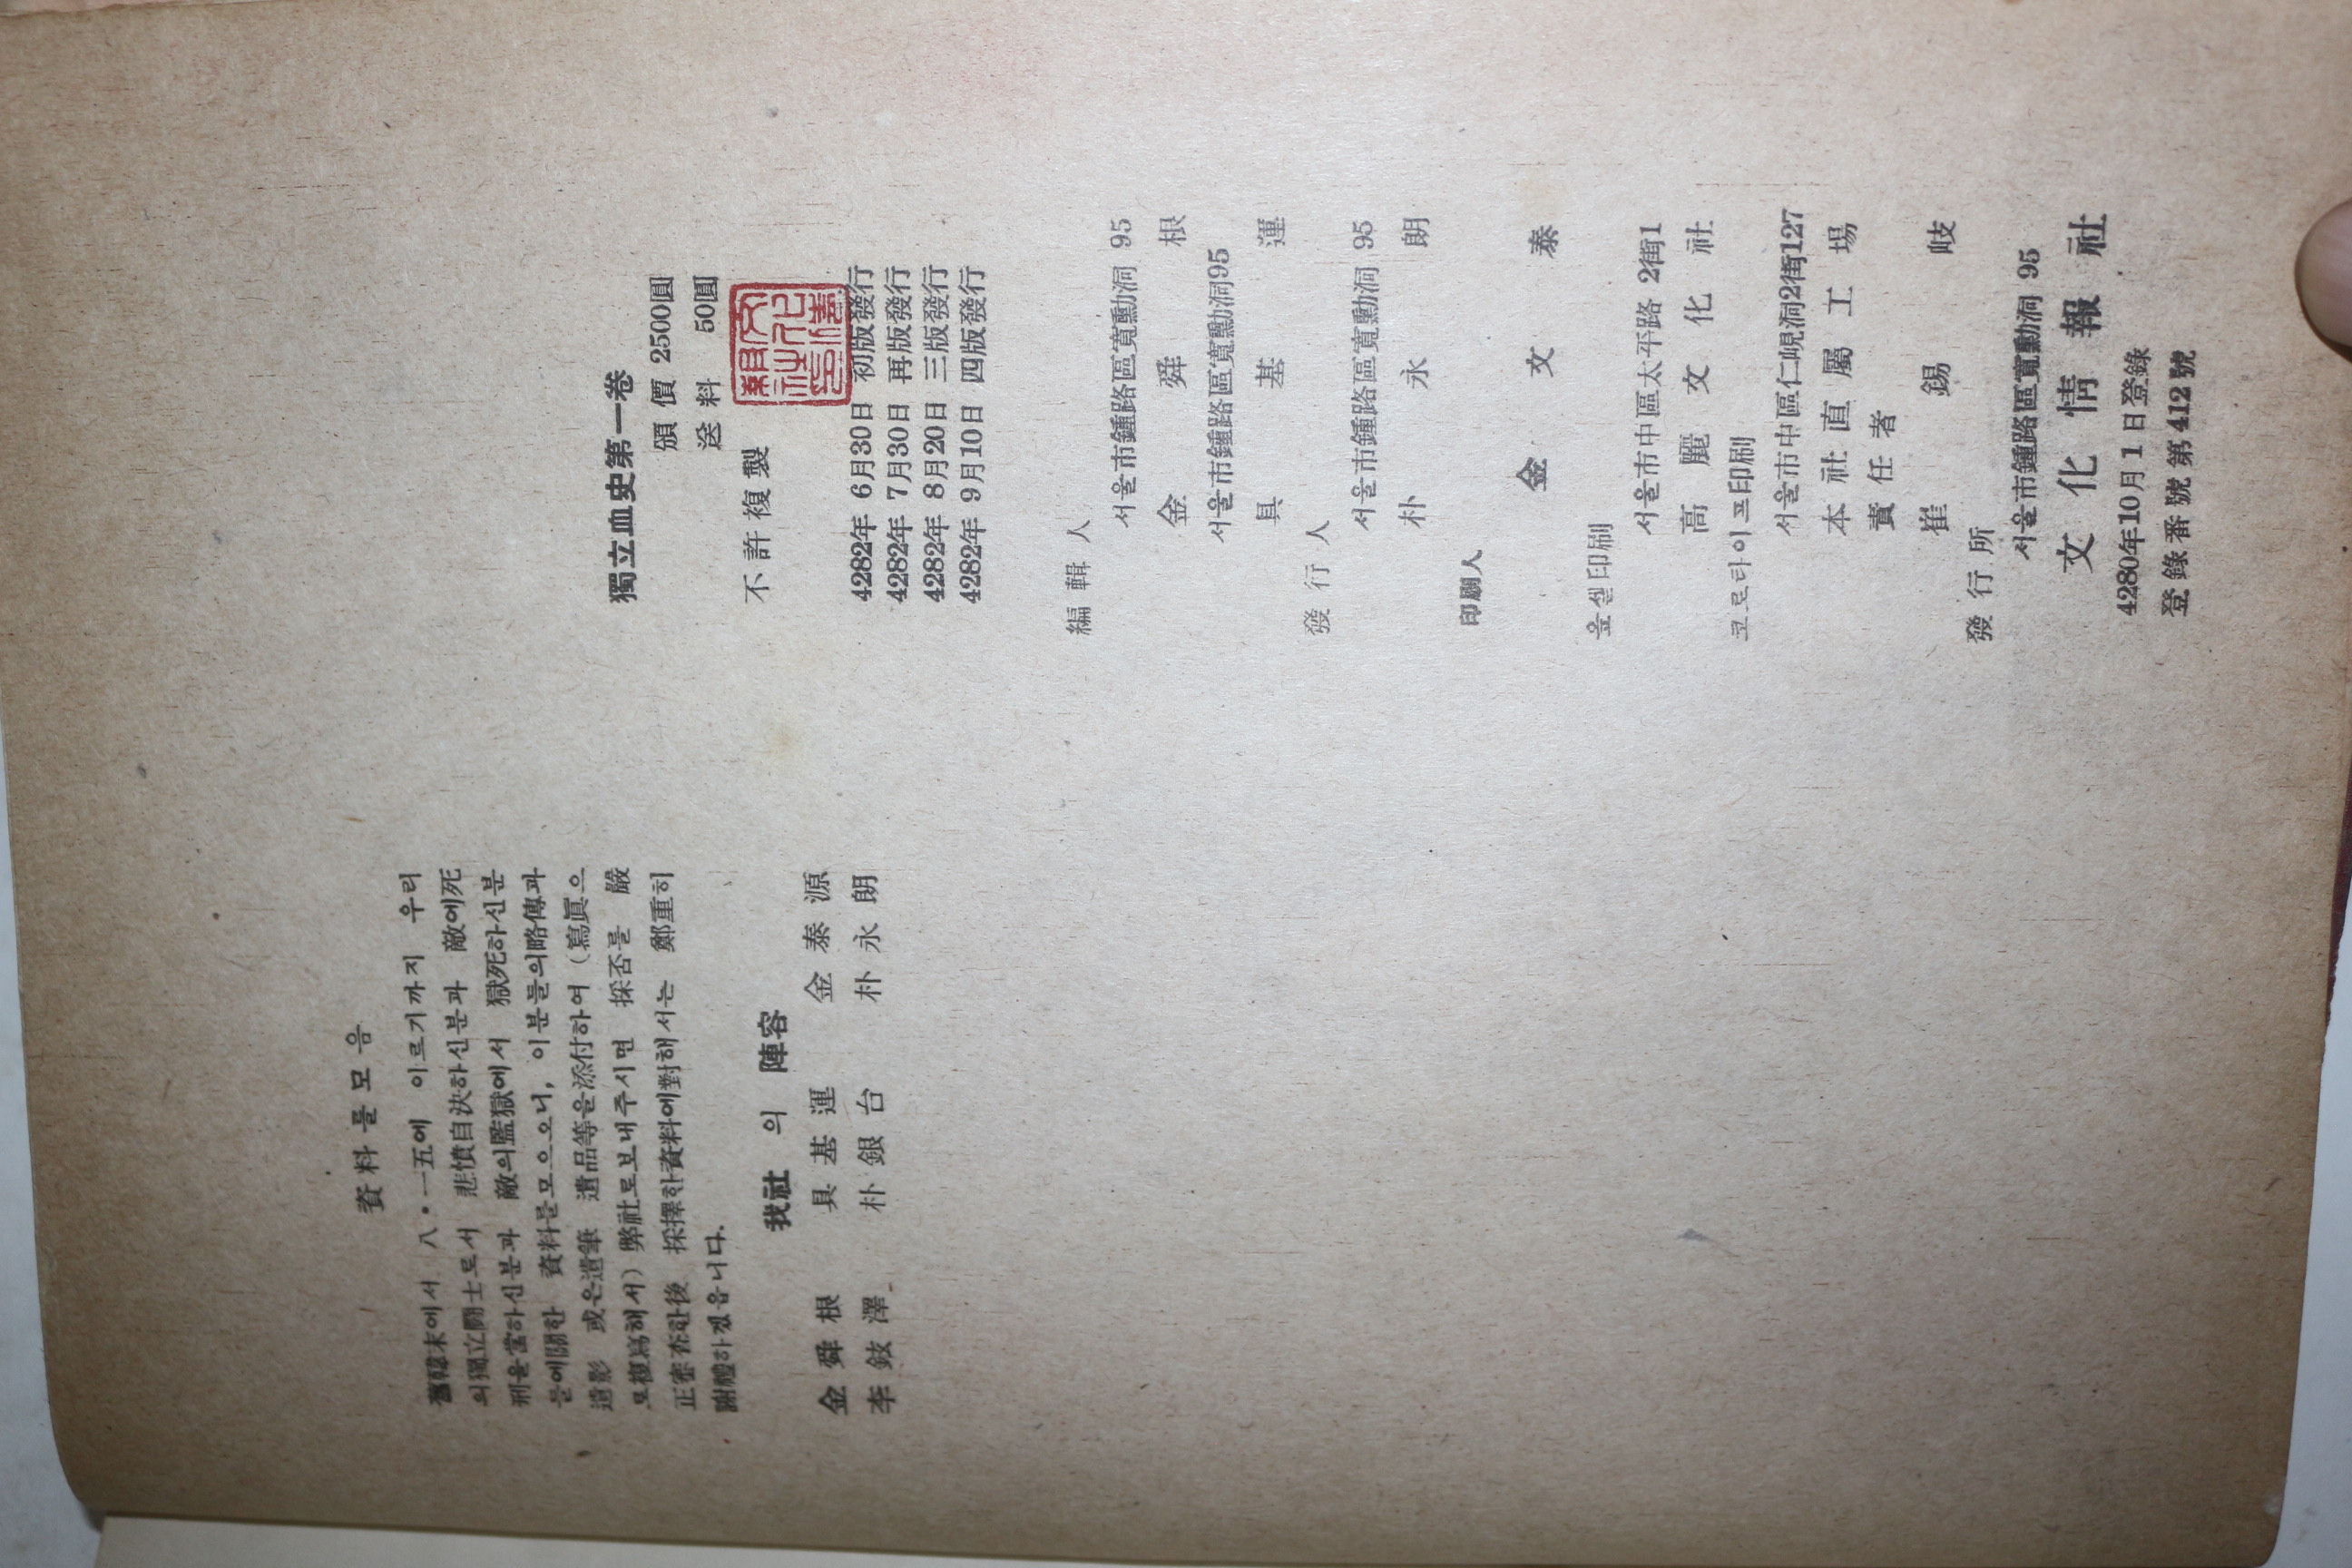 資料를모음
舊韓末에서 八•一五에 이르기까지 우리
의獨立鬪士로서 悲憤自決하신분과 敵에死
刑을當하신분과 敵의監獄에서 獄死하신분
들에關한 資料를모으오니, 이분들의略傳과
遺影 或은遺筆 遺品等을添付하여 (寫眞으
로複寫해서) 弊社로보내주시면 採否를 嚴
正審査한後 採擇한資料에對해서는 鄭重히
謝禮하겠읍니다.
我社의 陣容
金舜根 具基運 金泰源
李鉉澤 朴銀台 朴永朗
獨立血史第一卷
頒價 2500圓
送料 50圓
不許複製
4282年 6月30日 初版發行
4282年 7月30日 再版發行
4282年 8月20日 三版發行
4282年 9月10日 四版發行
編輯人
서울市鍾路區寬勳洞 95
金舜根
서울市鍾路區寬勳洞95
具基運
發行人
서울市鍾路區寬勳洞 95
朴永朗
印刷人
金文泰
옵셀印刷
서울市中區太平路 2街1
高麗文化社
코로타이프印刷
서울市中區仁峴洞2街127
本社直屬工場
責任者
崔錫岐
發行所
서울市鍾路區寬勳洞 95
文化情報社
4280年10月1日登錄
登錄番號第412號